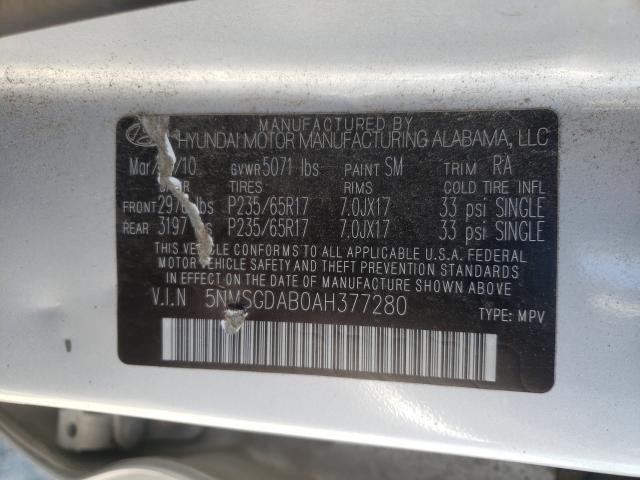 MANUFACTURED BY
HYUNDAI MOTOR MANUFACTURING ALABAMA, LLC
Mar/ /10 GVWR 5071 lbs PAINT SM TRIM RA
TIRES RIMS COLD TIRE INFL
FRONT 297 lbs P235/65R17 7.0JX17 33 psi SINGLE
REAR 3197 P235/65R17 7.0JX17 33 psi SINGLE
THIS VEHICLE CONFORMS TO ALL APPLICABLE U.S.A. FEDERAL
MOTOR VEHICLE SAFETY AND THEFT PREVENTION STANDARDS
IN EFFECT ON THE DATE OF MANUFACTURE SHOWN ABOVE
V.I.N 5NMSGDAB0AH377280
TYPE: MPV